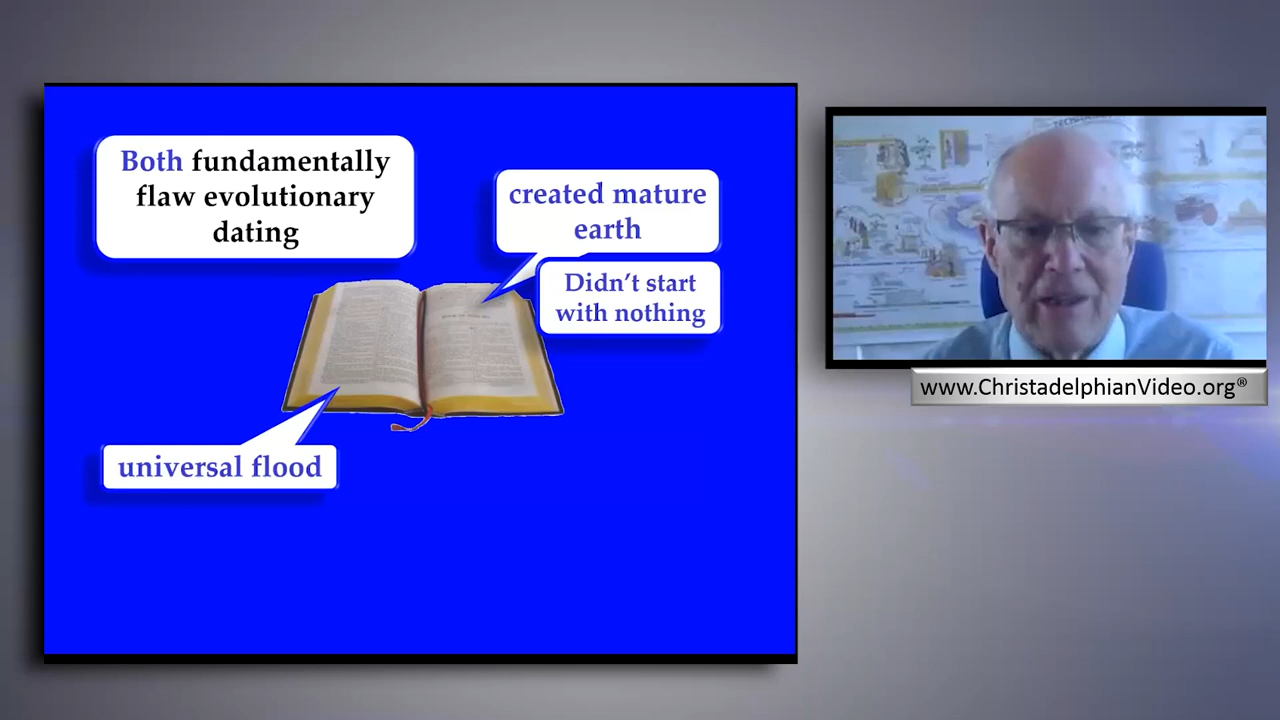 Both fundamentally
flaw evolutionary
dating
created mature
earth
Didn't start
with nothing
universal flood
www.ChristadelphianVideo.org®